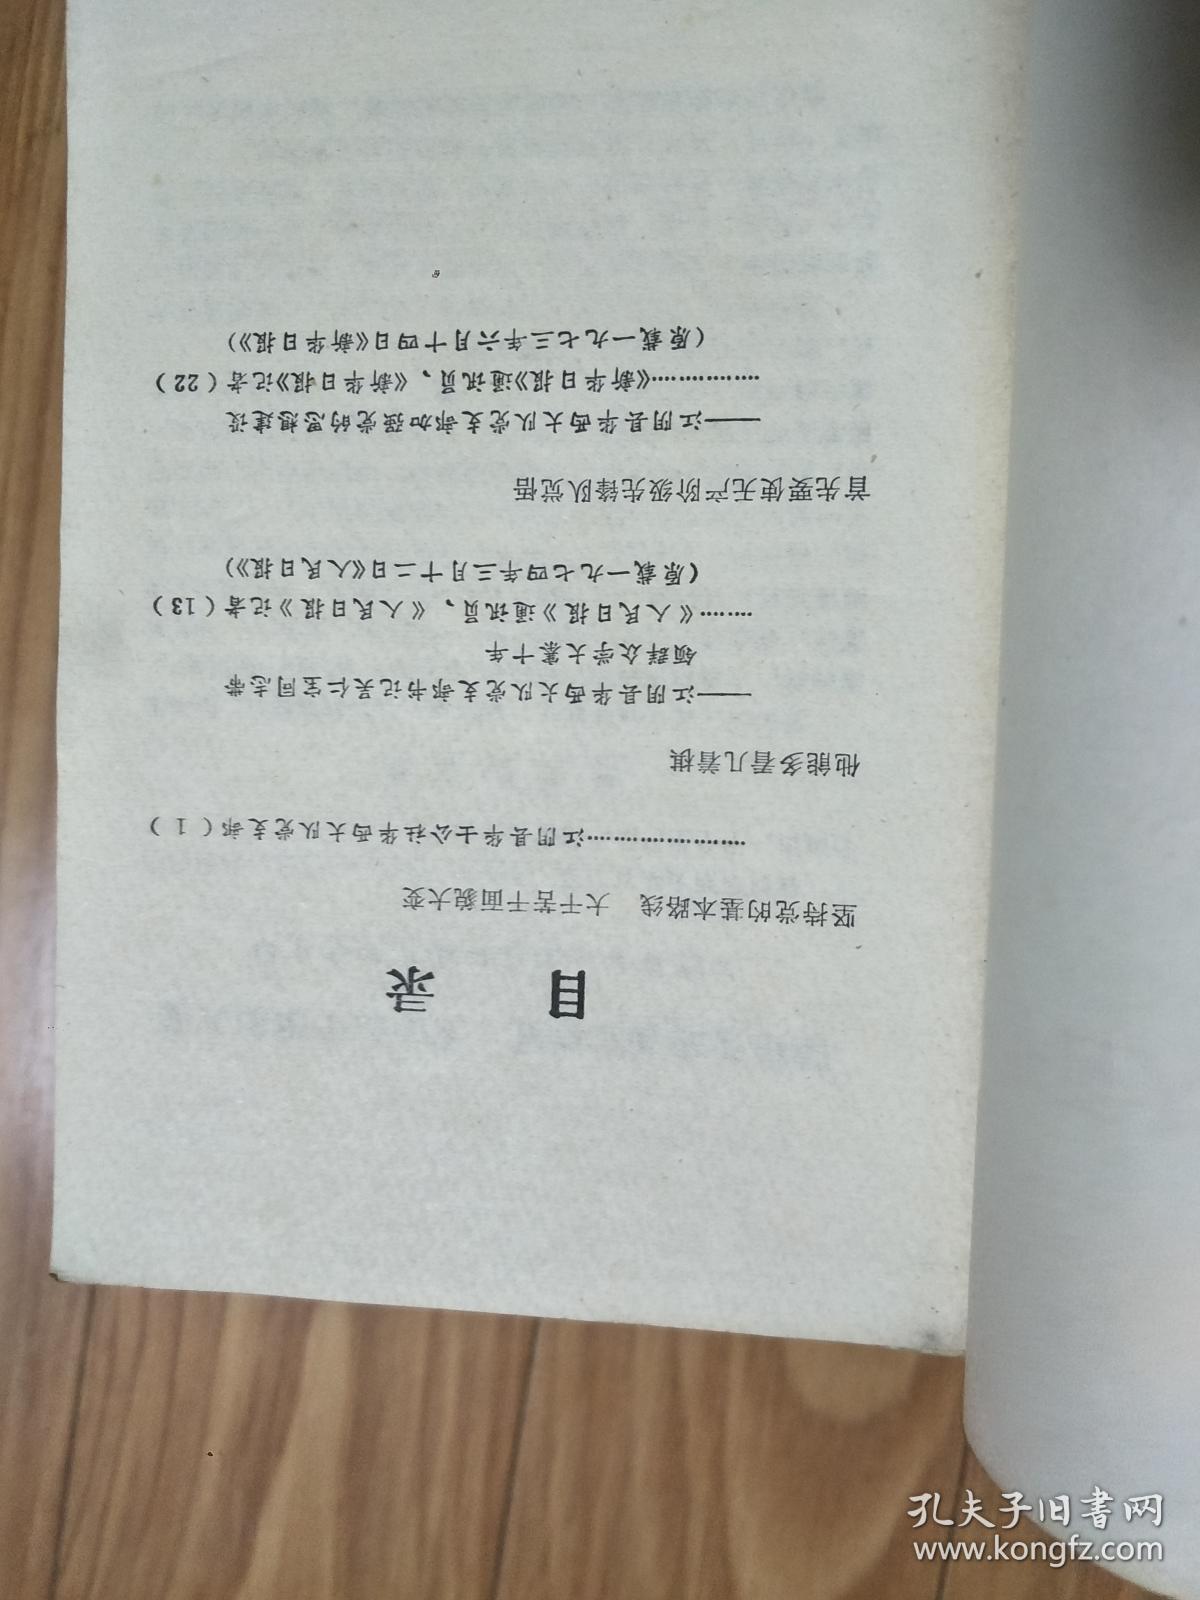 目 录
坚持党的基本路线 大干苦干面貌大变
……………………江阴县华士公社华西大队党支部（1）
他能多看几着棋
——江阴县华西大队党支部书记吴仁宝同志带
领群众学大寨十年
………《人民日报》通讯员、《人民日报》记者（13）
（原载一九七四年三月十二日《人民日报》）
首先要使无产阶级先锋队觉悟
——江阴县华西大队党支部加强党的思想建设
………………《新华日报》通讯员、《新华日报》记者（22）
（原载一九七三年六月十四日《新华日报》）
孔夫子旧书网
www.kongfz.com